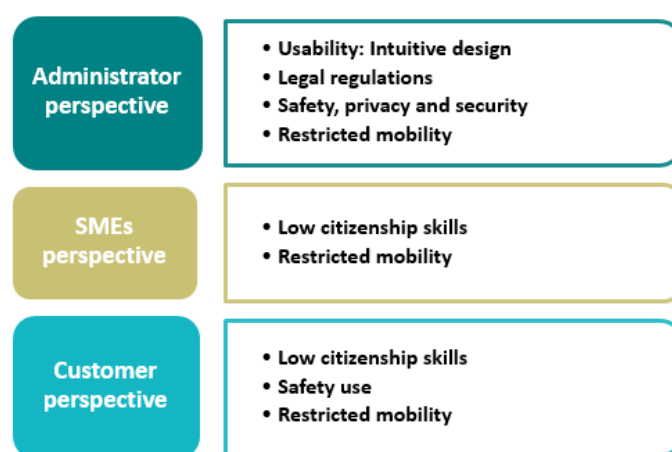 Administrator
perspective
• Usability: Intuitive design
• Legal regulations
• Safety, privacy and security
• Restricted mobility
SMEs
perspective
• Low citizenship skills
• Restricted mobility
Customer
perspective
• Low citizenship skills
• Safety use
• Restricted mobility